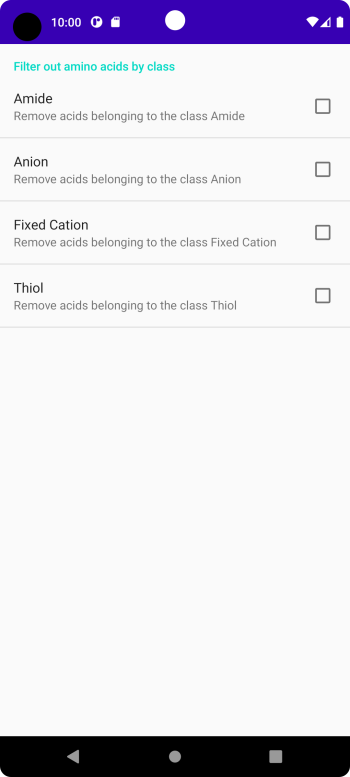 10:00
Filter out amino acids by class
Amide
Remove acids belonging to the class Amide
Anion
Remove acids belonging to the class Anion
Fixed Cation
Remove acids belonging to the class Fixed Cation
Thiol
Remove acids belonging to the class Thiol